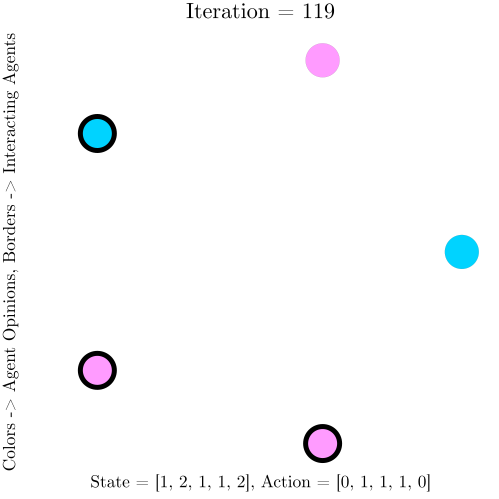 Iteration = 119
Colors -> Agent Opinions, Borders -> Interacting Agents
State = [1, 2, 1, 1, 2], Action = [0, 1, 1, 1, 0]